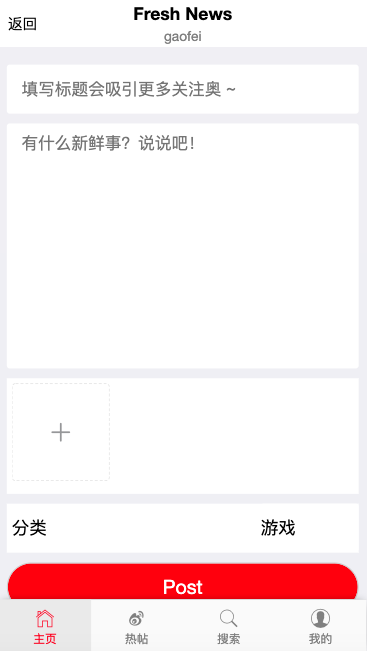 返回
Fresh News
gaofei
填写标题会吸引更多关注奥 ~
有什么新鲜事？说说吧！
分类
游戏
Post
主页
热帖
搜索
我的